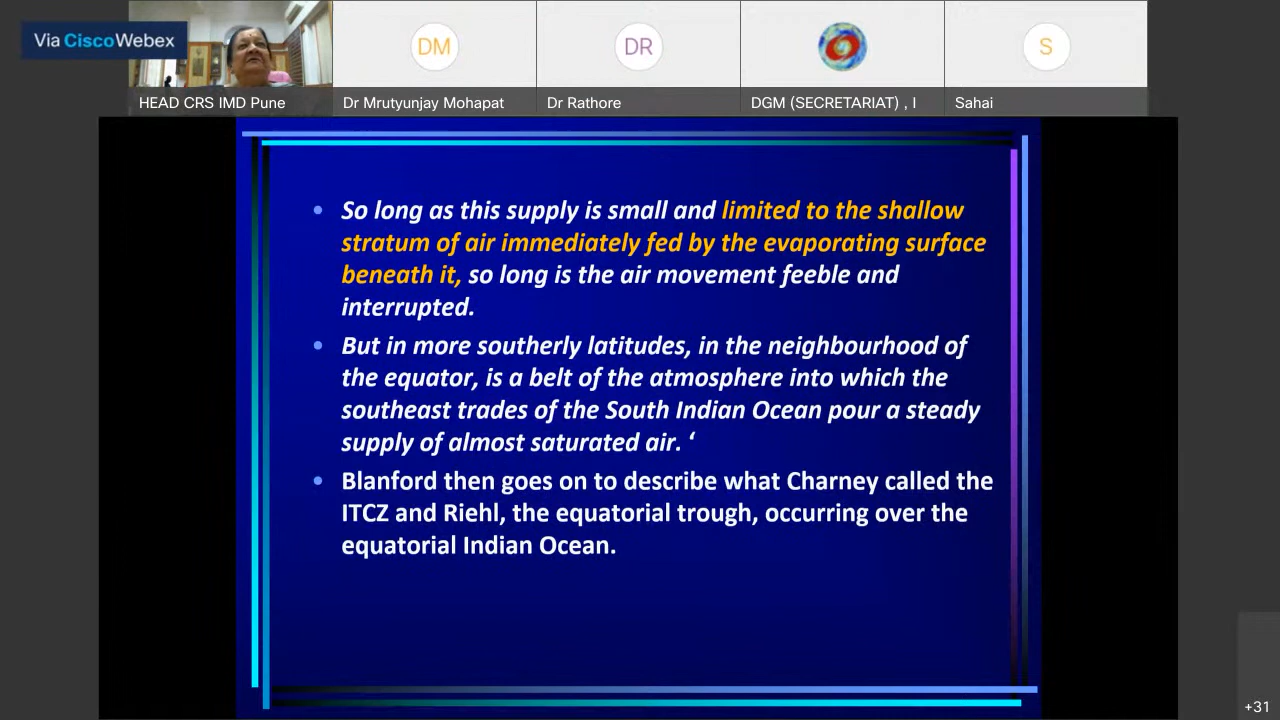 Via Cisco Webex
DM
DR
S
HEAD CRS IMD Pune
Dr Mrutyunjay Mohapat
Dr Rathore
DGM (SECRETARIAT) , I
Sahai
• So long as this supply is small and limited to the shallow
stratum of air immediately fed by the evaporating surface
beneath it, so long is the air movement feeble and
interrupted.
• But in more southerly latitudes, in the neighbourhood of
the equator, is a belt of the atmosphere into which the
southeast trades of the South Indian Ocean pour a steady
supply of almost saturated air. ‘
• Blanford then goes on to describe what Charney called the
ITCZ and Riehl, the equatorial trough, occurring over the
equatorial Indian Ocean.
+31